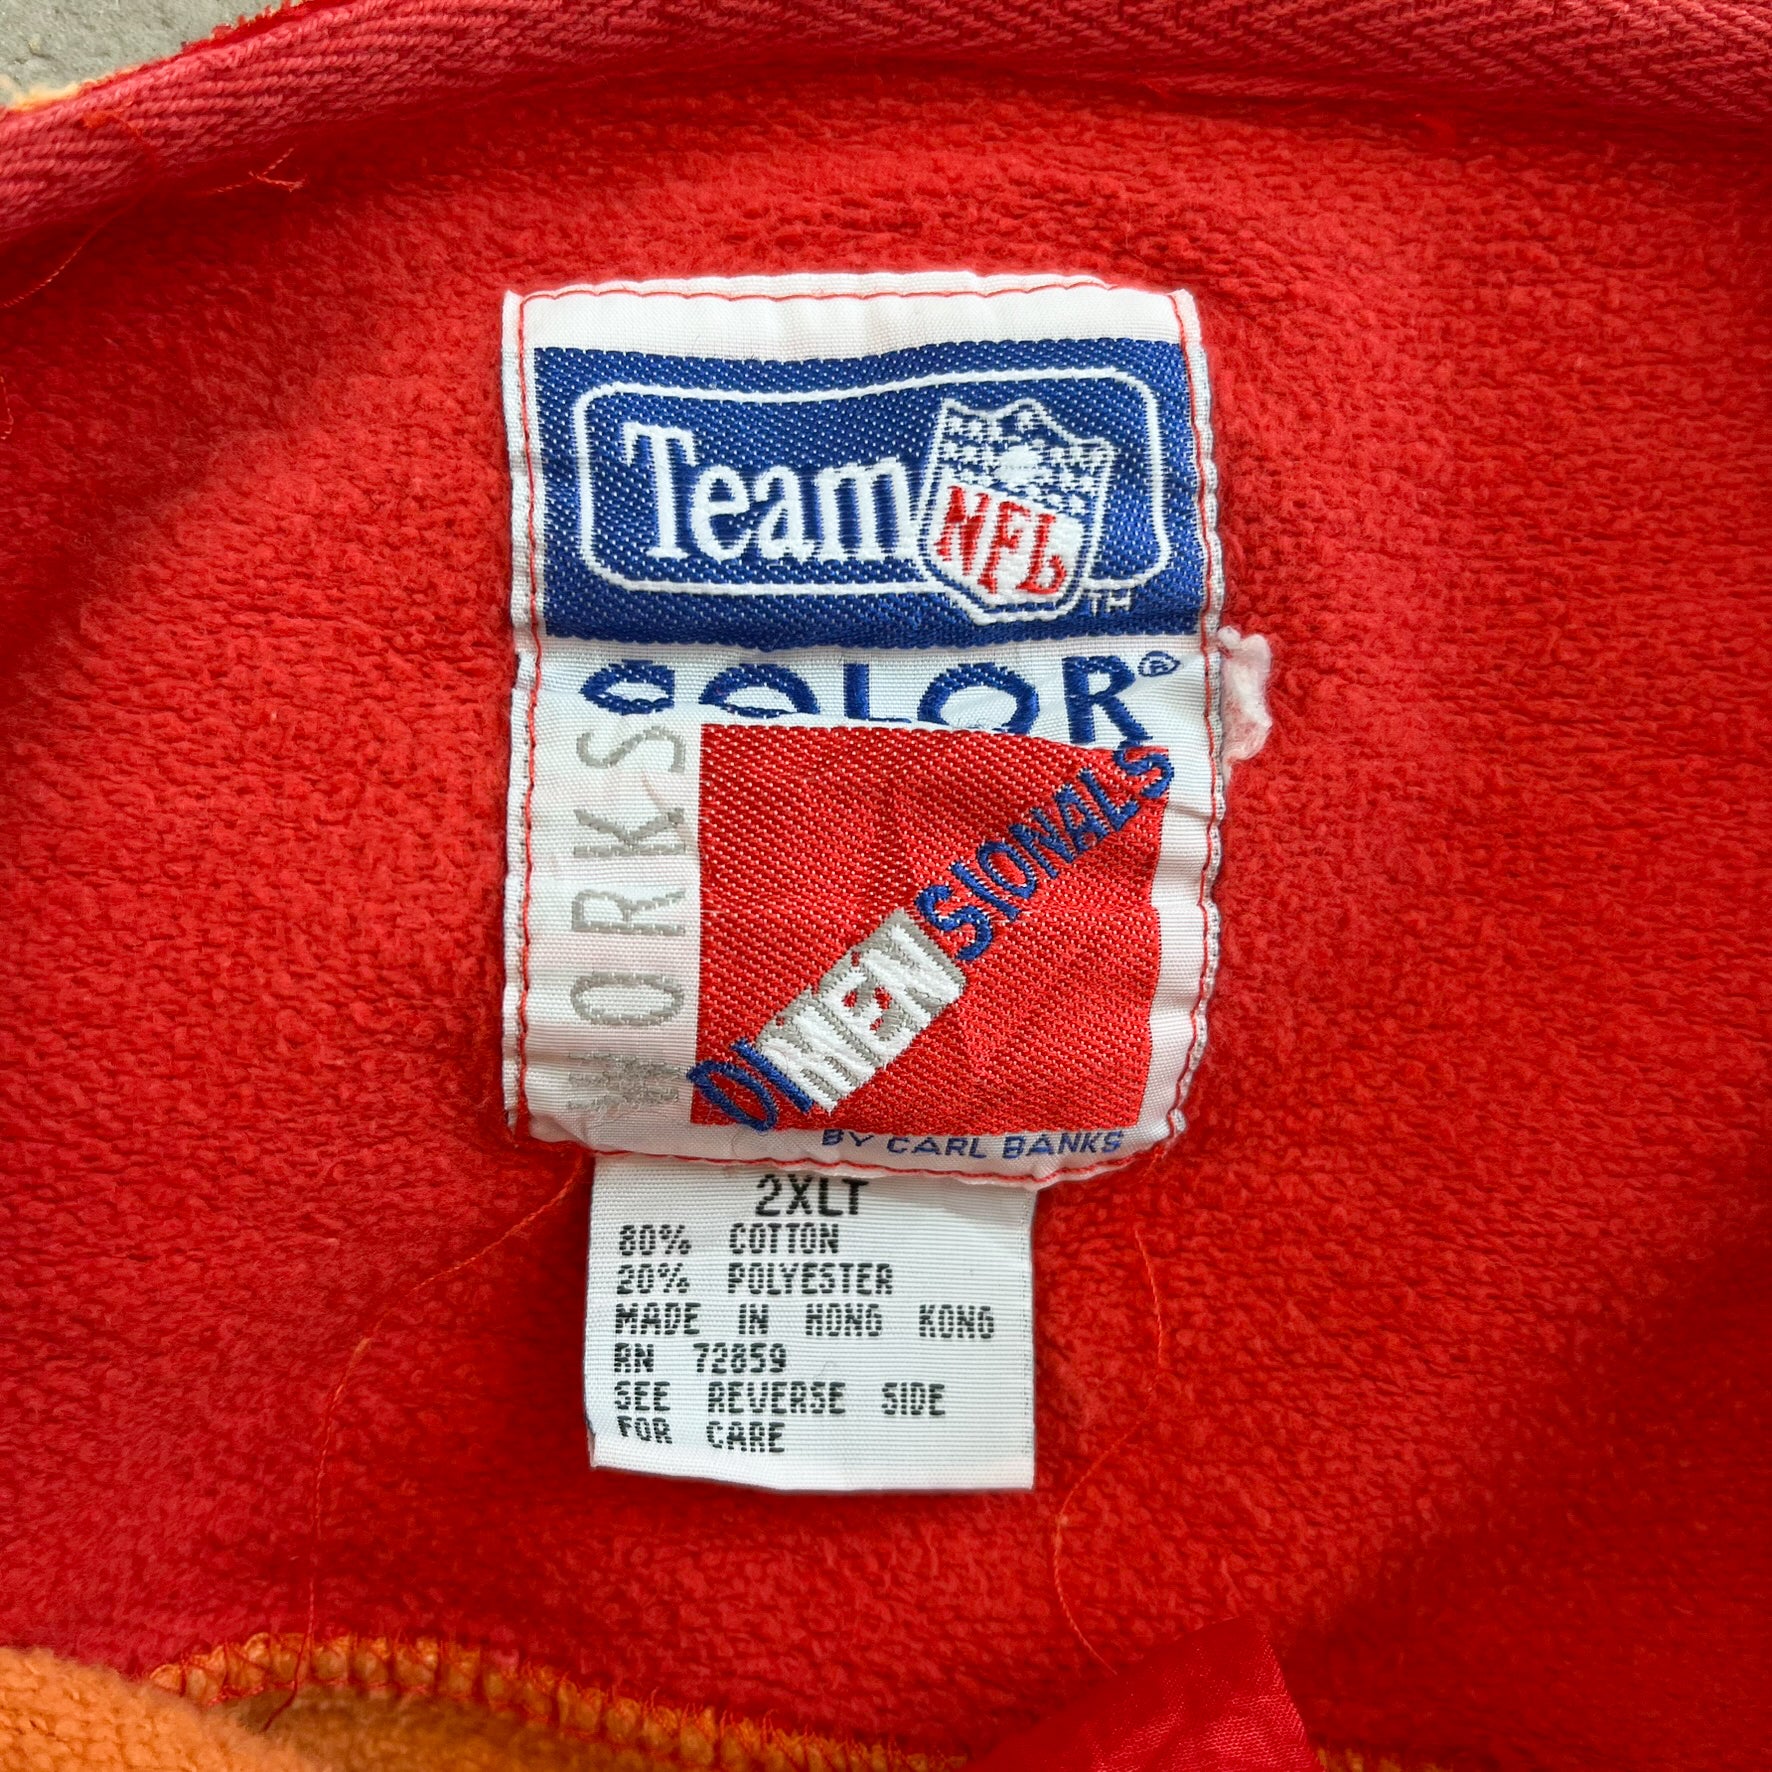 Team NFL TM
COLOR®
WORKS
DIMENSIONALS
BY CARL BANKS
2XLT
80% COTTON
20% POLYESTER
MADE IN HONG KONG
RN 72859
SEE REVERSE SIDE
FOR CARE